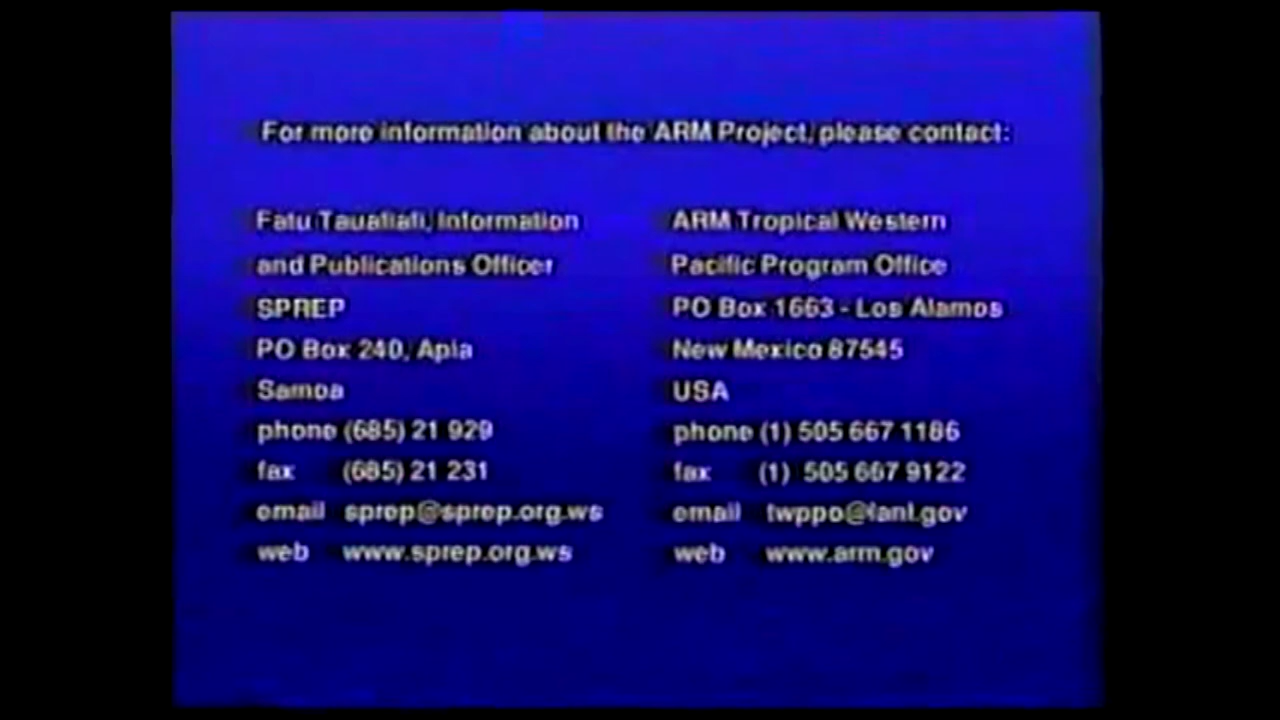 For more information about the ARM Project, please contact:
Fatu Tauafiafi, Information
and Publications Officer
SPREP
PO Box 240, Apia
Samoa
phone (685) 21 929
fax (685) 21 231
email sprep@sprep.org.ws
web www.sprep.org.ws
ARM Tropical Western
Pacific Program Office
PO Box 1663 - Los Alamos
New Mexico 87545
USA
phone (1) 505 667 1186
fax (1) 505 667 9122
email twppo@lanl.gov
web www.arm.gov